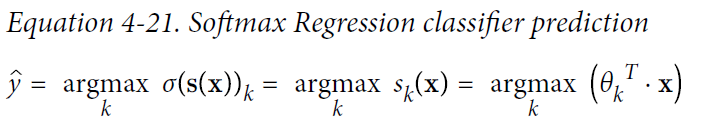 Equation 4-21. Softmax Regression classifier prediction
ŷ = argmax σ(s(x))ₖ = argmax sₖ(x) = argmax (θₖᵀ · x)
k k k